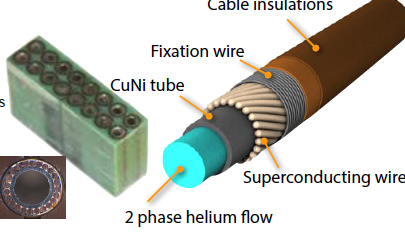 Cable insulations
Fixation wire
CuNi tube
s
Superconducting wire
2 phase helium flow